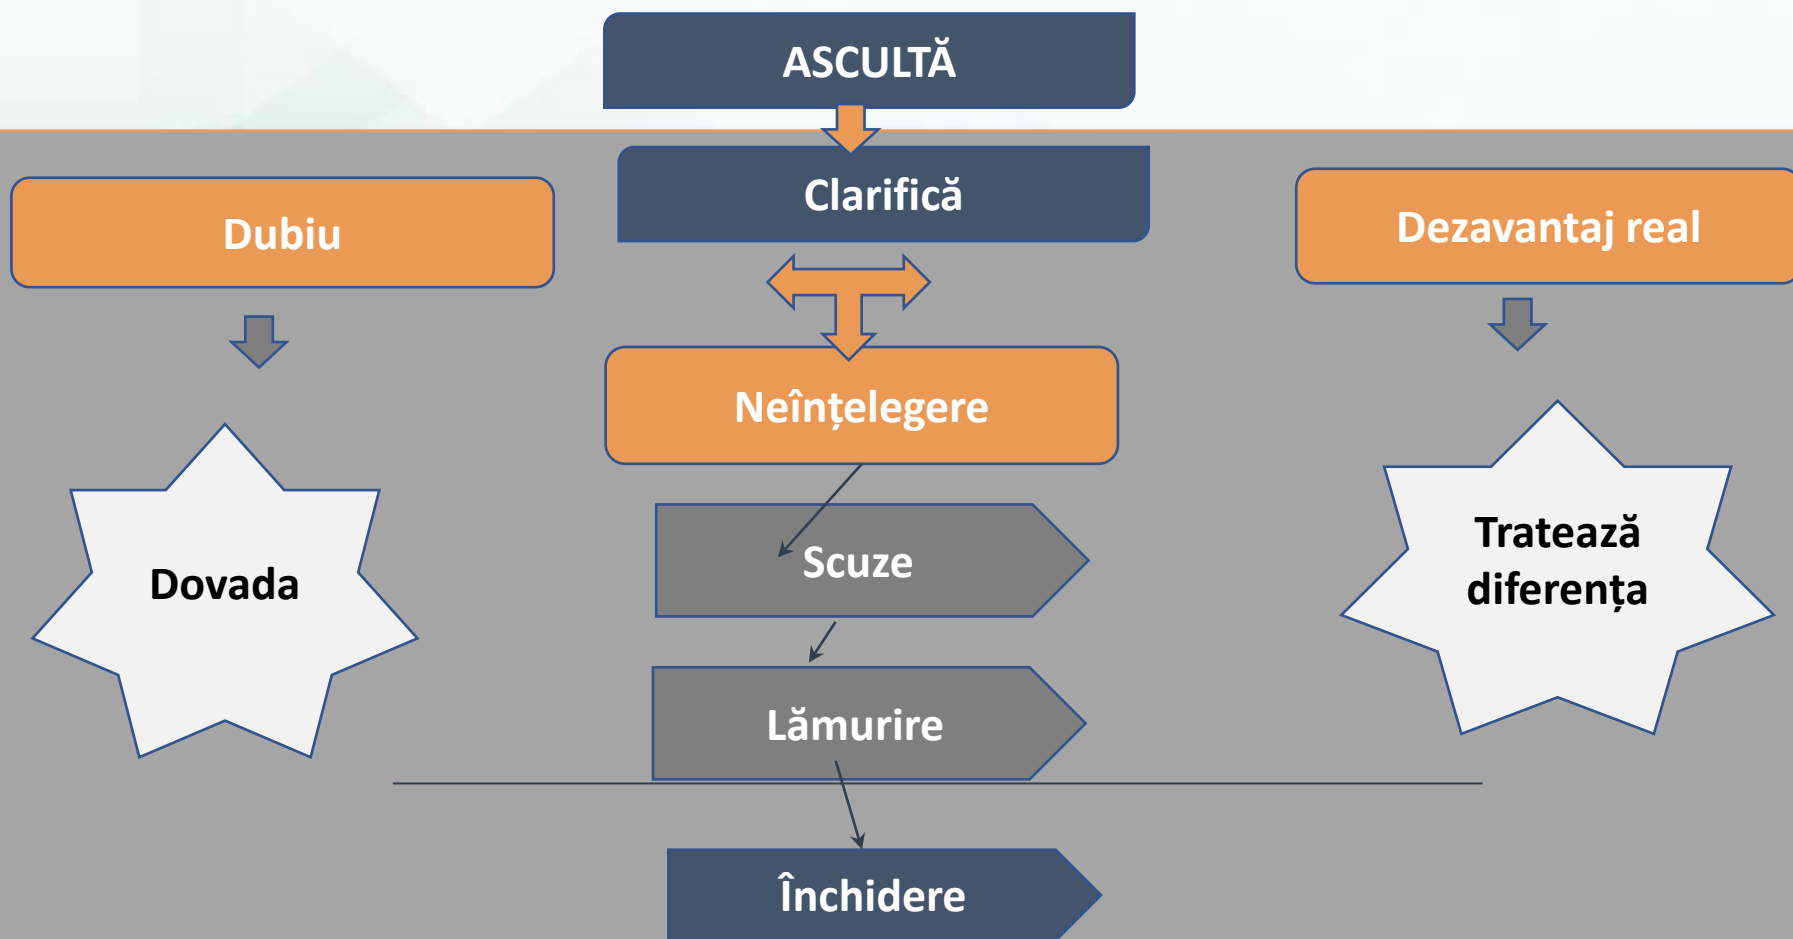 ASCULTĂ
Clarifică
Dubiu
Dezavantaj real
Neînțelegere
Dovada
Scuze
Tratează
diferența
Lămurire
Închidere